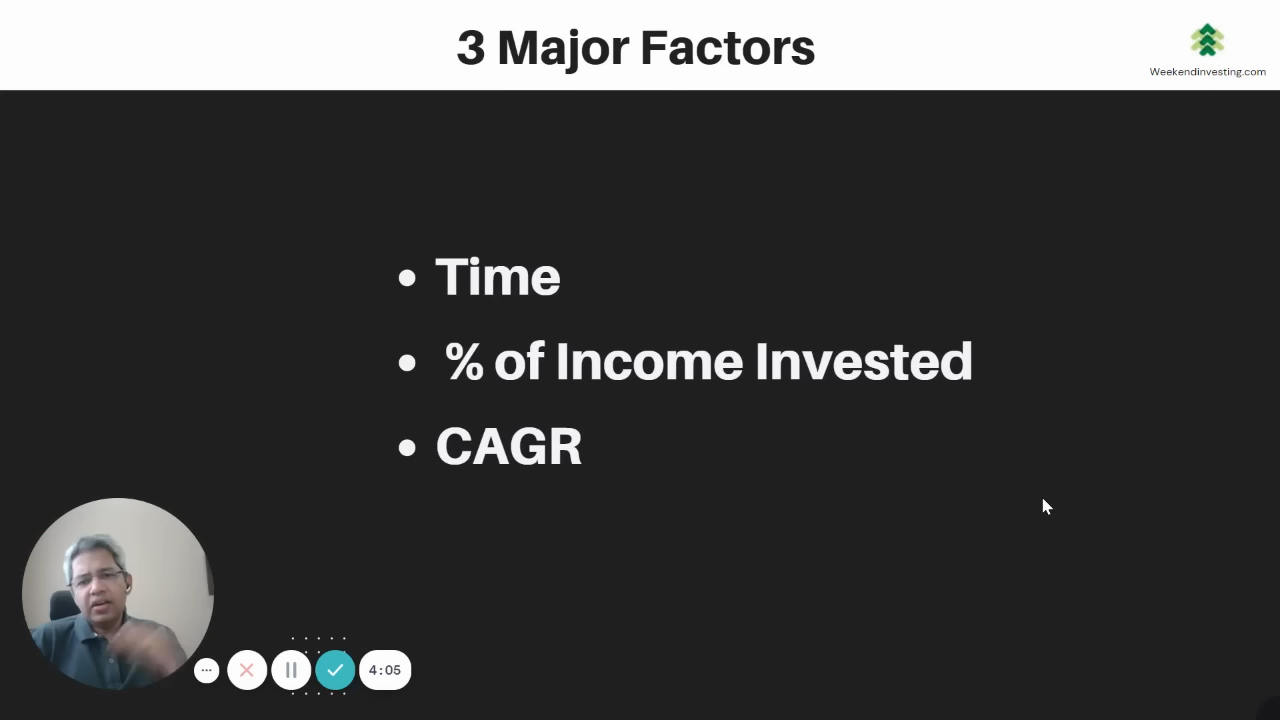 3 Major Factors
Weekendinvesting.com
• Time
• % of Income Invested
• CAGR
4:05